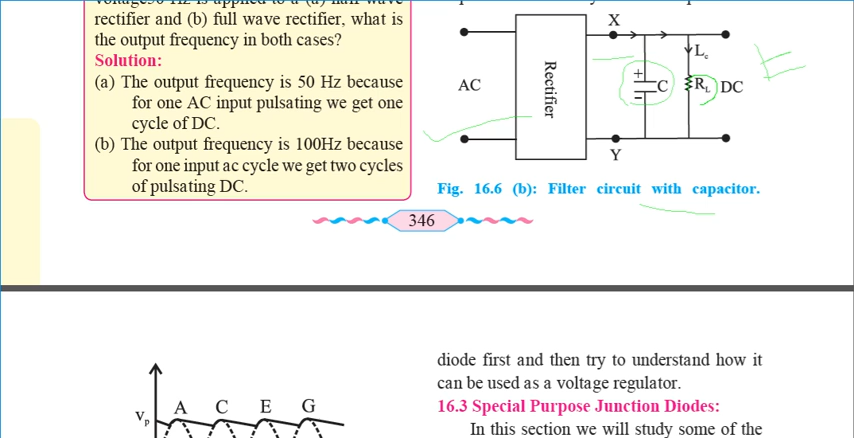 rectifier and (b) full wave rectifier, what is
the output frequency in both cases?
Solution:
(a) The output frequency is 50 Hz because
for one AC input pulsating we get one
cycle of DC.
(b) The output frequency is 100Hz because
for one input ac cycle we get two cycles
of pulsating DC.
X
AC
Rectifier
+
−
C
L꜀
R_L
DC
Y
Fig. 16.6 (b): Filter circuit with capacitor.
346
V_p
A C E G
diode first and then try to understand how it
can be used as a voltage regulator.
16.3 Special Purpose Junction Diodes:
In this section we will study some of the